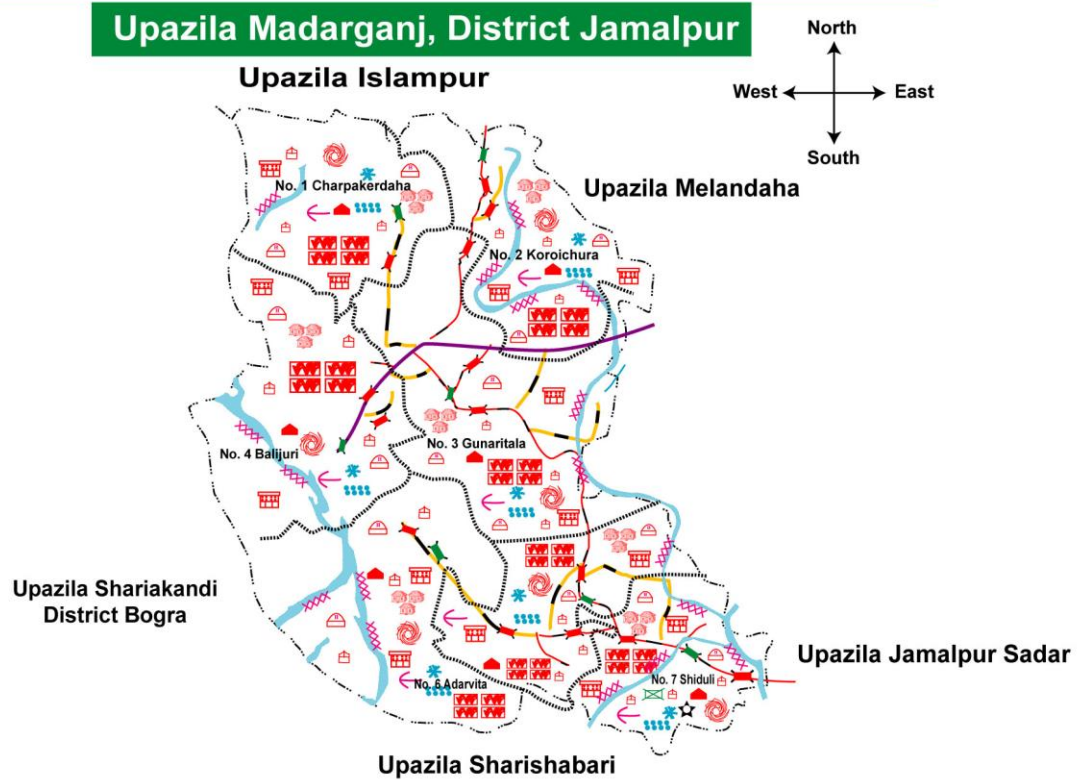 Upazila Madarganj, District Jamalpur
North
West
East
South
Upazila Islampur
Upazila Melandaha
No. 1 Charpakerdaha
No. 2 Koroichura
No. 3 Gunaritala
No. 4 Balijuri
Upazila Shariakandi
District Bogra
Upazila Jamalpur Sadar
No. 7 Shiduli
No. 6 Adarvita
Upazila Sharishabari